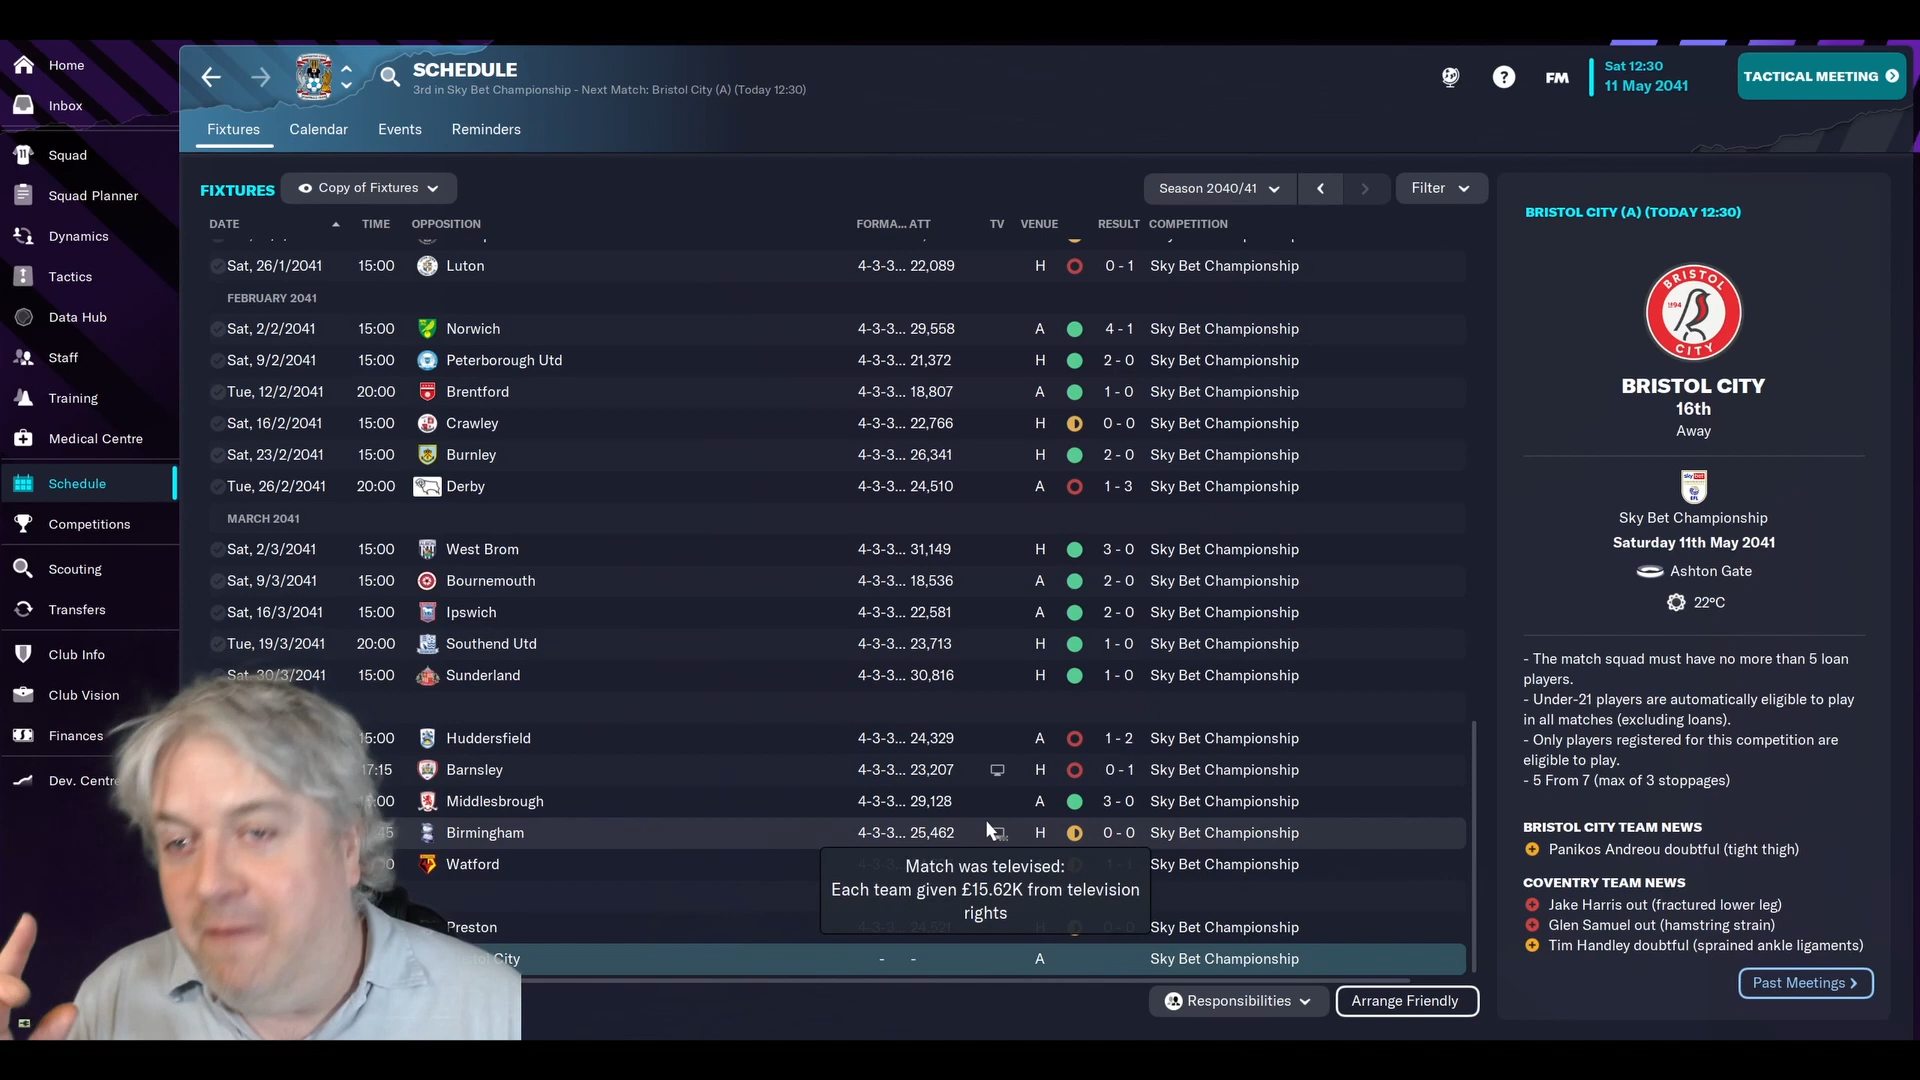 Home
Inbox
Squad
Squad Planner
Dynamics
Tactics
Data Hub
Staff
Training
Medical Centre
Schedule
Competitions
Scouting
Transfers
Club Info
Club Vision
Finances
Dev. Centre
SCHEDULE
3rd in Sky Bet Championship - Next Match: Bristol City (A) (Today 12:30)
FM
Sat 12:30
11 May 2041
TACTICAL MEETING
Fixtures Calendar Events Reminders
FIXTURES Copy of Fixtures Season 2040/41 Filter
DATE TIME OPPOSITION FORMA... ATT TV VENUE RESULT COMPETITION
Sat, 26/1/2041 15:00 Luton 4-3-3... 22,089 H 0 - 1 Sky Bet Championship
FEBRUARY 2041
Sat, 2/2/2041 15:00 Norwich 4-3-3... 29,558 A 4 - 1 Sky Bet Championship
Sat, 9/2/2041 15:00 Peterborough Utd 4-3-3... 21,372 H 2 - 0 Sky Bet Championship
Tue, 12/2/2041 20:00 Brentford 4-3-3... 18,807 A 1 - 0 Sky Bet Championship
Sat, 16/2/2041 15:00 Crawley 4-3-3... 22,766 H 0 - 0 Sky Bet Championship
Sat, 23/2/2041 15:00 Burnley 4-3-3... 26,341 H 2 - 0 Sky Bet Championship
Tue, 26/2/2041 20:00 Derby 4-3-3... 24,510 A 1 - 3 Sky Bet Championship
MARCH 2041
Sat, 2/3/2041 15:00 West Brom 4-3-3... 31,149 H 3 - 0 Sky Bet Championship
Sat, 9/3/2041 15:00 Bournemouth 4-3-3... 18,536 A 2 - 0 Sky Bet Championship
Sat, 16/3/2041 15:00 Ipswich 4-3-3... 22,581 A 2 - 0 Sky Bet Championship
Tue, 19/3/2041 20:00 Southend Utd 4-3-3... 23,713 H 1 - 0 Sky Bet Championship
Sat, 30/3/2041 15:00 Sunderland 4-3-3... 30,816 H 1 - 0 Sky Bet Championship
15:00 Huddersfield 4-3-3... 24,329 A 1 - 2 Sky Bet Championship
17:15 Barnsley 4-3-3... 23,207 H 0 - 1 Sky Bet Championship
Middlesbrough 4-3-3... 29,128 A 3 - 0 Sky Bet Championship
Birmingham 4-3-3... 25,462 H 0 - 0 Sky Bet Championship
Watford Sky Bet Championship
Match was televised:
Each team given £15.62K from television
rights
Preston Sky Bet Championship
City - - A Sky Bet Championship
Responsibilities Arrange Friendly
BRISTOL CITY (A) (TODAY 12:30)
BRISTOL
1894
CITY
BRISTOL CITY
16th
Away
sky bet
EFL
Sky Bet Championship
Saturday 11th May 2041
Ashton Gate
22°C
- The match squad must have no more than 5 loan
players.
- Under-21 players are automatically eligible to play
in all matches (excluding loans).
- Only players registered for this competition are
eligible to play.
- 5 From 7 (max of 3 stoppages)
BRISTOL CITY TEAM NEWS
Panikos Andreou doubtful (tight thigh)
COVENTRY TEAM NEWS
Jake Harris out (fractured lower leg)
Glen Samuel out (hamstring strain)
Tim Handley doubtful (sprained ankle ligaments)
Past Meetings